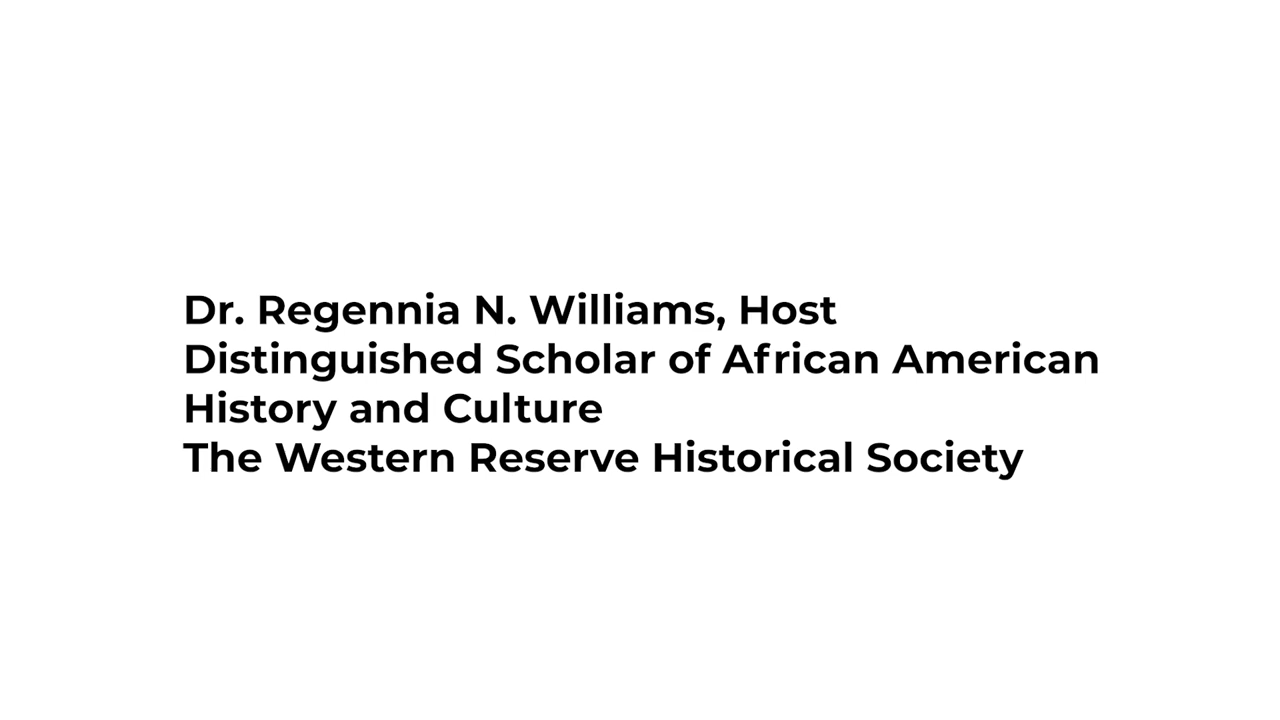 Dr. Regennia N. Williams, Host
Distinguished Scholar of African American
History and Culture
The Western Reserve Historical Society